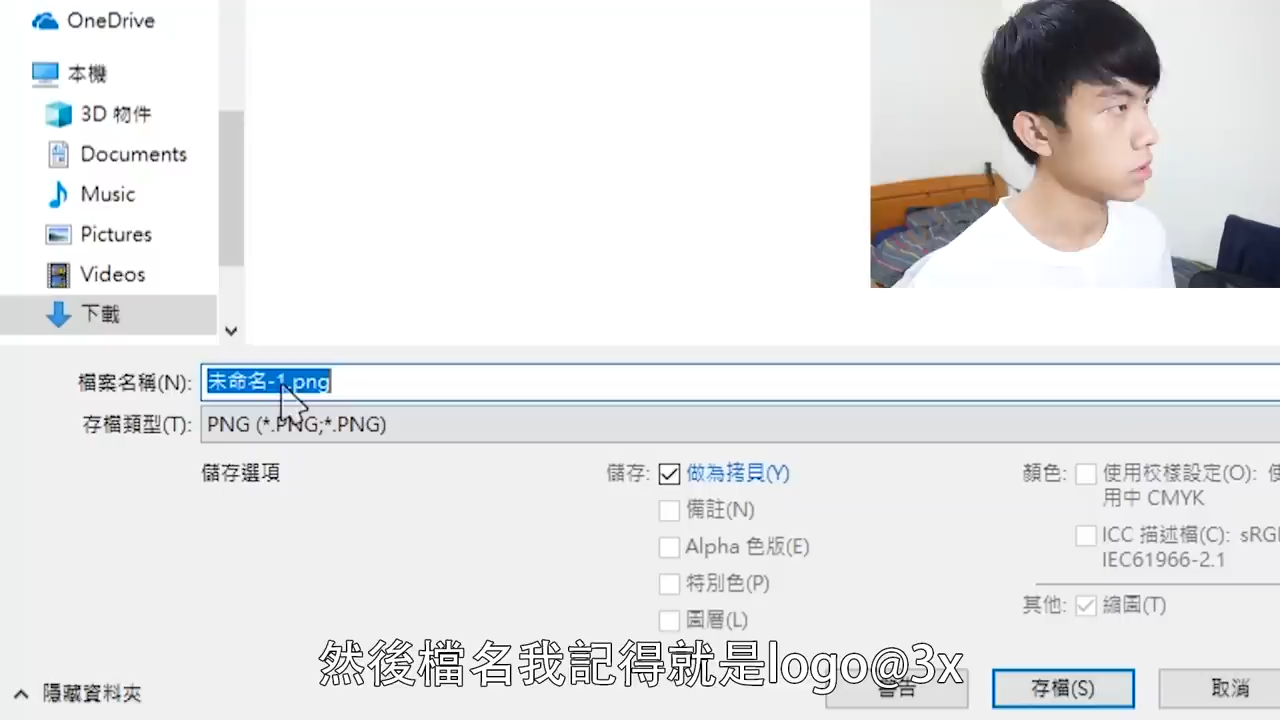 OneDrive
本機
3D 物件
Documents
Music
Pictures
Videos
下載
檔案名稱(N): 未命名-1.png
存檔類型(T): PNG (*.PNG;*.PNG)
儲存選項
儲存: 做為拷貝(Y)
備註(N)
Alpha 色版(E)
特別色(P)
圖層(L)
顏色: 使用校樣設定(O): 使
用中 CMYK
ICC 描述檔(C): sRG
IEC61966-2.1
其他: 縮圖(T)
然後檔名我記得就是logo@3x
隱藏資料夾
警告
存檔(S)
取消